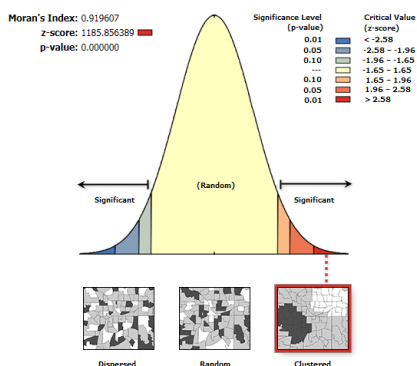 Moran's Index: 0.919607
z-score: 1185.856389
p-value: 0.000000
Significance Level
(p-value)
Critical Value
(z-score)
0.01 < -2.58
0.05 -2.58 - -1.96
0.10 -1.96 - -1.65
--- -1.65 - 1.65
0.10 1.65 - 1.96
0.05 1.96 - 2.58
0.01 > 2.58
(Random)
Significant Significant
Dispersed Random Clustered